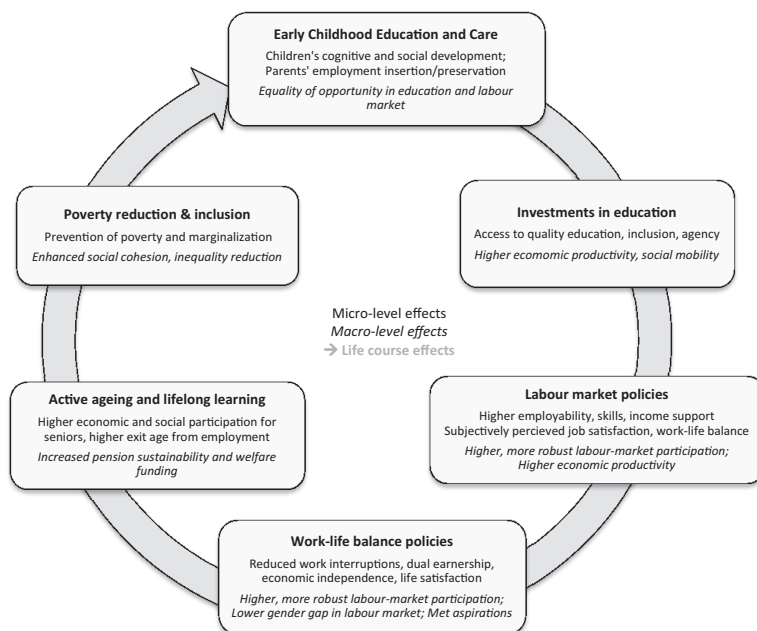 Early Childhood Education and Care
Children's cognitive and social development;
Parents' employment insertion/preservation
Equality of opportunity in education and labour
market
Poverty reduction & inclusion
Prevention of poverty and marginalization
Enhanced social cohesion, inequality reduction
Investments in education
Access to quality education, inclusion, agency
Higher ecomomic productivity, social mobility
Micro-level effects
Macro-level effects
→ Life course effects
Active ageing and lifelong learning
Higher economic and social participation for
seniors, higher exit age from employment
Increased pension sustainability and welfare
funding
Labour market policies
Higher employability, skills, income support
Subjectively percieved job satisfaction, work-life balance
Higher, more robust labour-market participation;
Higher economic productivity
Work-life balance policies
Reduced work interruptions, dual earnership,
economic independence, life satisfaction
Higher, more robust labour-market participation;
Lower gender gap in labour market; Met aspirations